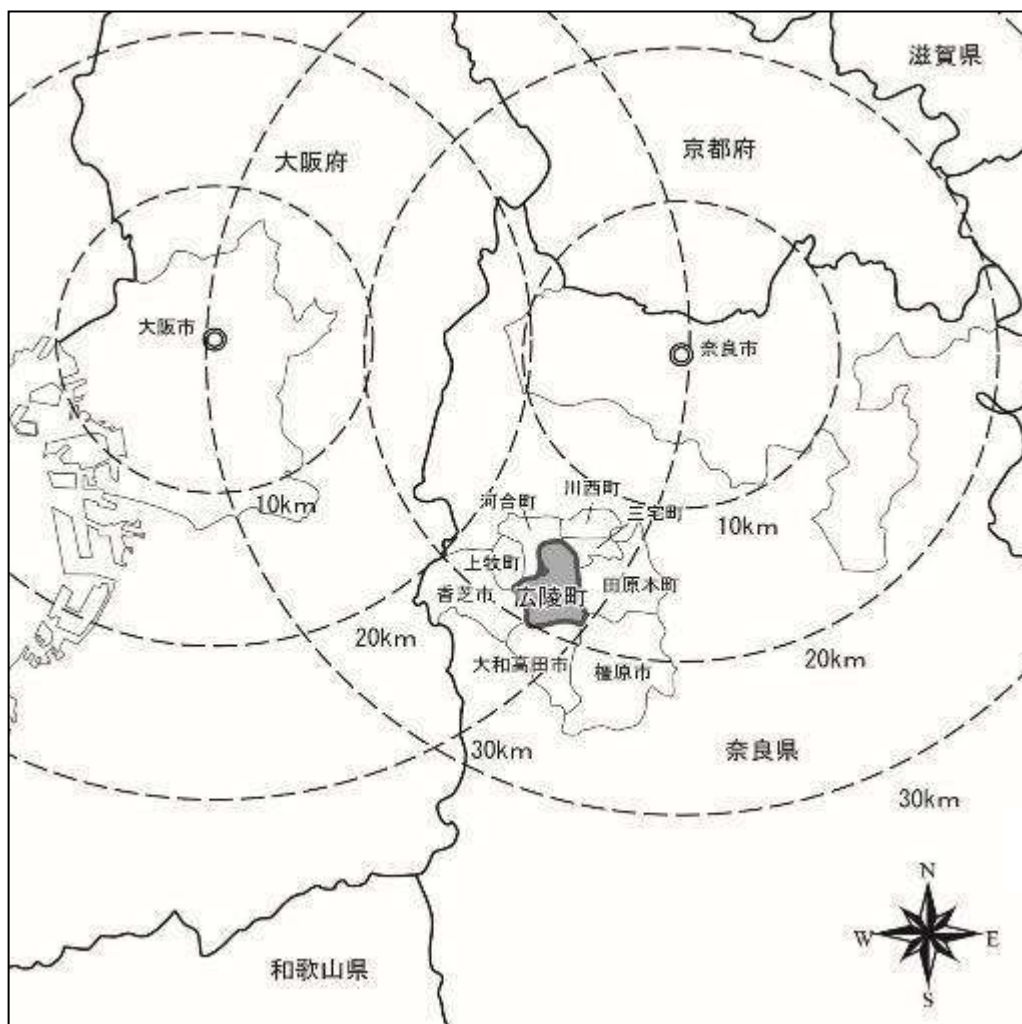 滋賀県
大阪府
京都府
大阪市
奈良市
10km
河合町
川西町
三宅町
10km
上牧町
香芝市
広陵町
田原本町
20km
大和高田市
橿原市
20km
30km
奈良県
30km
和歌山県
N
W
E
S